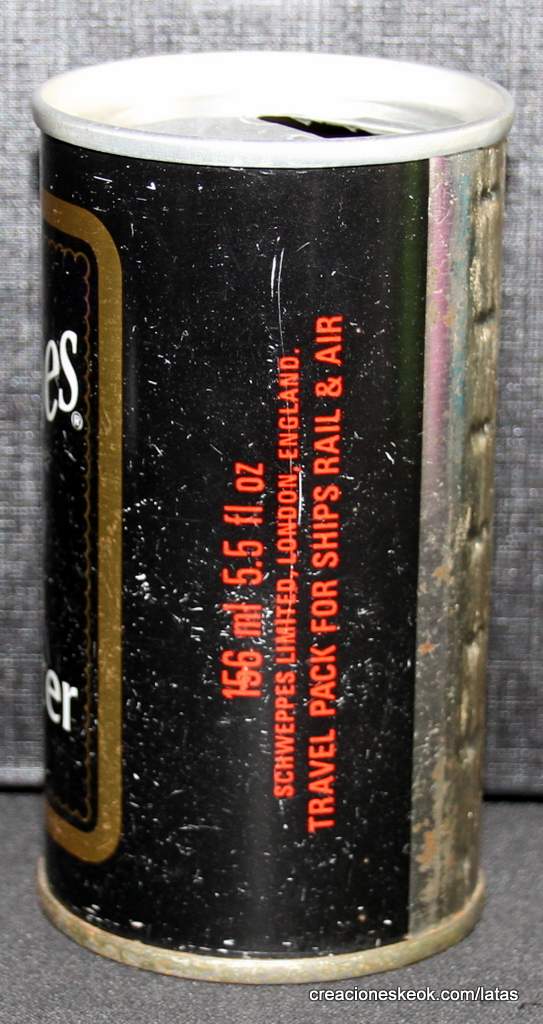 es®
er
156 ml 5.5 fl oz
SCHWEPPES LIMITED, LONDON, ENGLAND.
TRAVEL PACK FOR SHIPS RAIL & AIR
creacioneskeok.com/latas